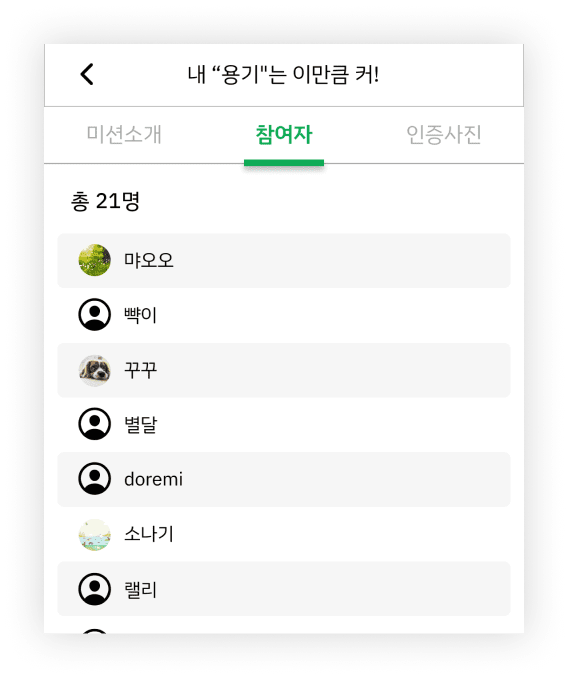 내 “용기"는 이만큼 커!
미션소개 참여자 인증사진
총 21명
먀오오
뺙이
꾸꾸
별달
doremi
소나기
랠리